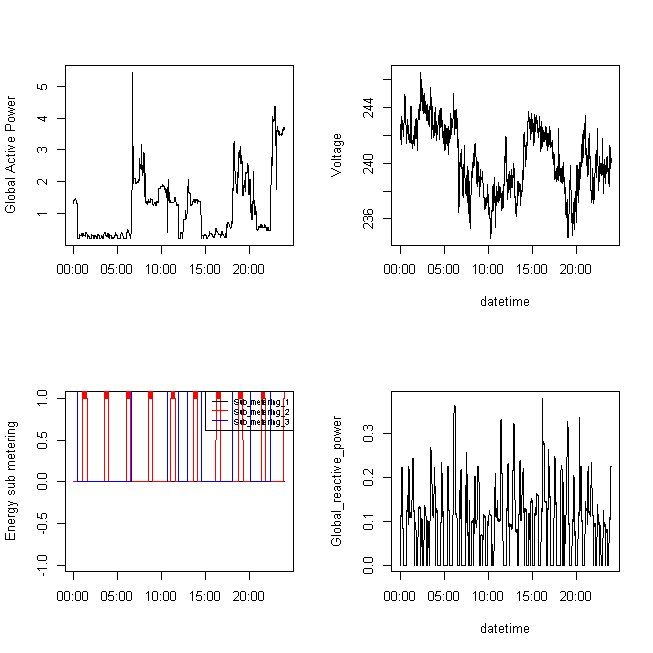 Global Active Power
5
4
3
2
1
00:00 05:00 10:00 15:00 20:00
Voltage
244
240
236
00:00 05:00 10:00 15:00 20:00
datetime
Energy sub metering
1.0
0.5
0.0
-0.5
-1.0
Sub_metering_1
Sub_metering_2
Sub_metering_3
00:00 05:00 10:00 15:00 20:00
Global_reactive_power
0.3
0.2
0.1
0.0
00:00 05:00 10:00 15:00 20:00
datetime